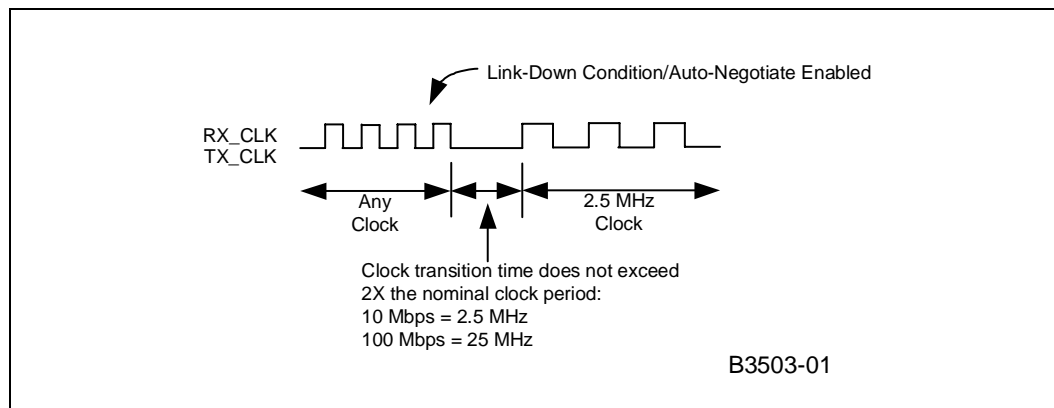 Link-Down Condition/Auto-Negotiate Enabled
RX_CLK
TX_CLK
Any
Clock
2.5 MHz
Clock
Clock transition time does not exceed
2X the nominal clock period:
10 Mbps = 2.5 MHz
100 Mbps = 25 MHz
B3503-01